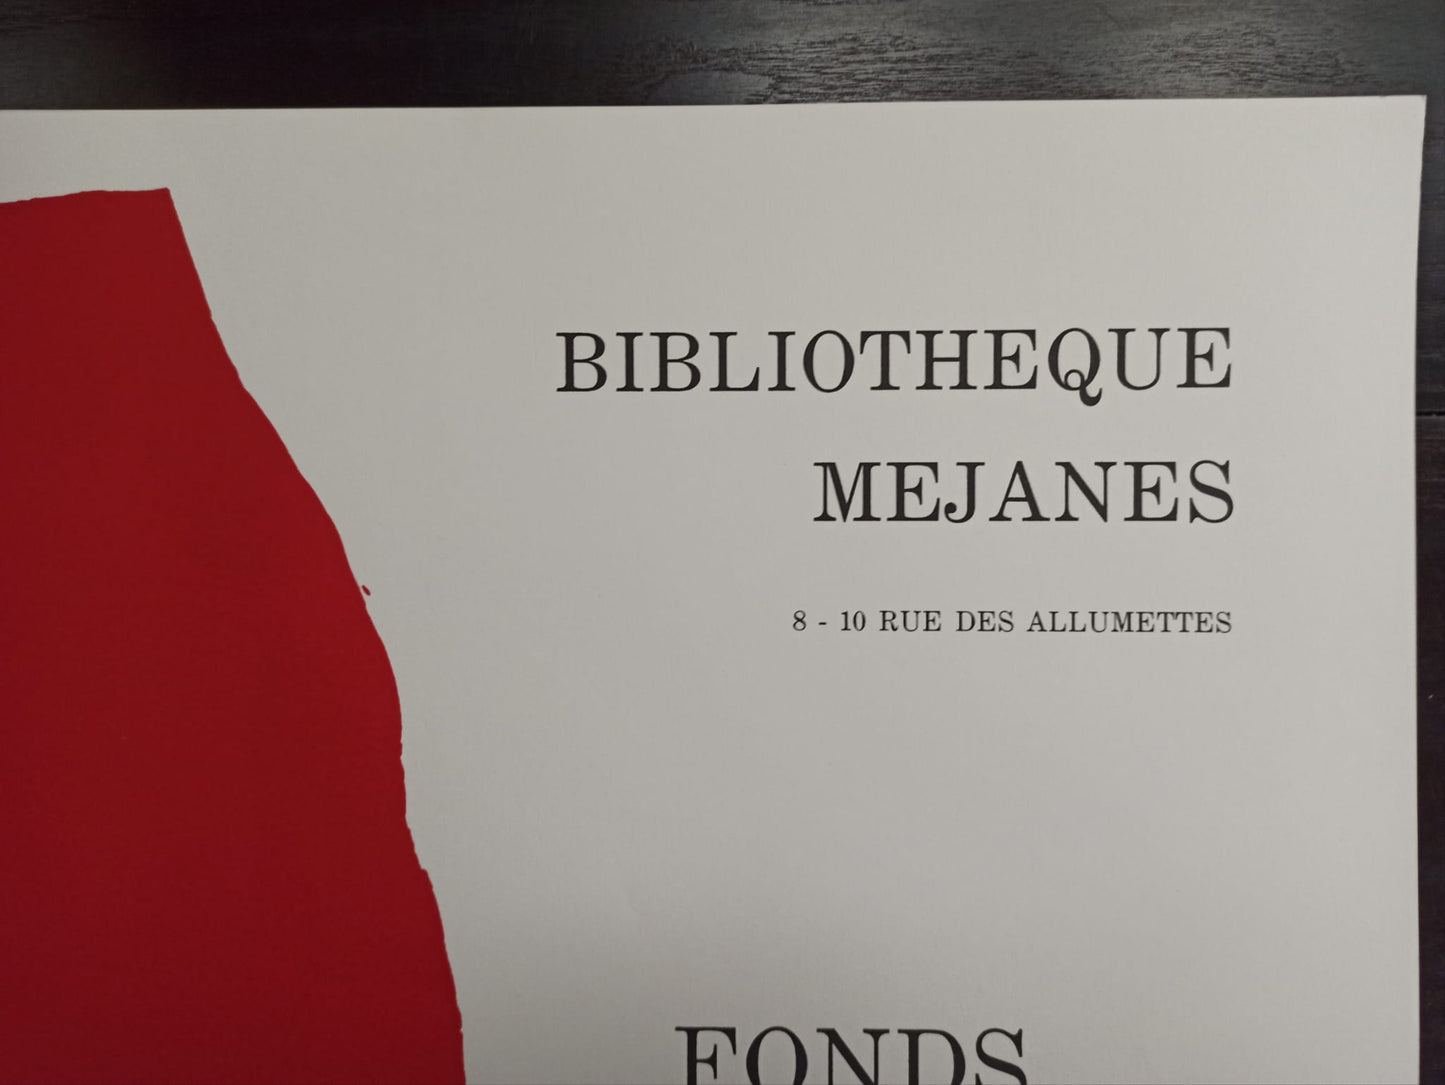 BIBLIOTHEQUE
MEJANES
8 - 10 RUE DES ALLUMETTES
FONDS